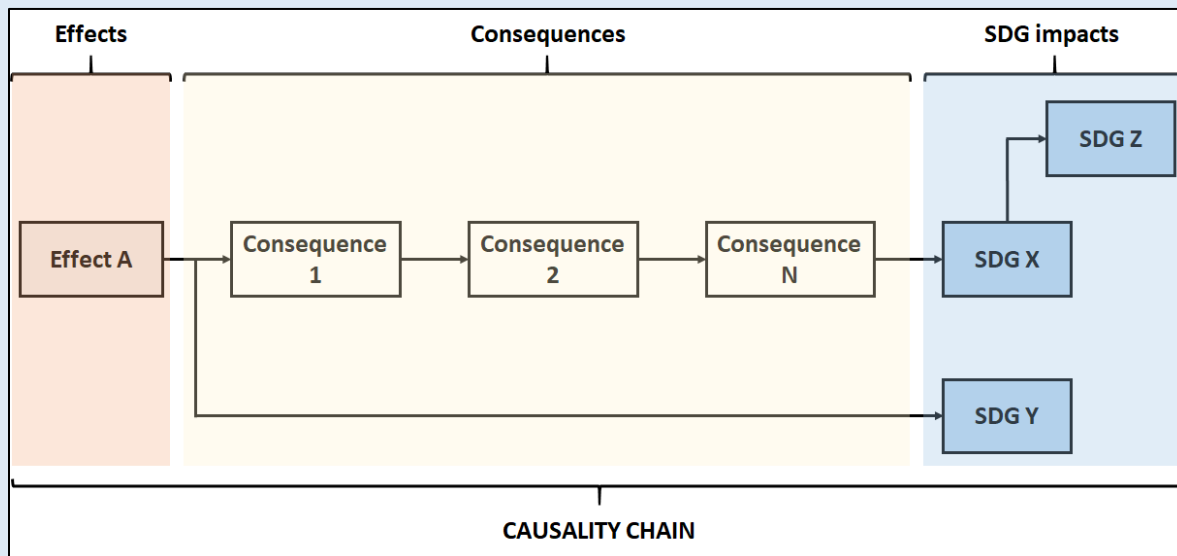 Effects
Consequences
SDG impacts
SDG Z
Effect A
Consequence
1
Consequence
2
Consequence
N
SDG X
SDG Y
CAUSALITY CHAIN